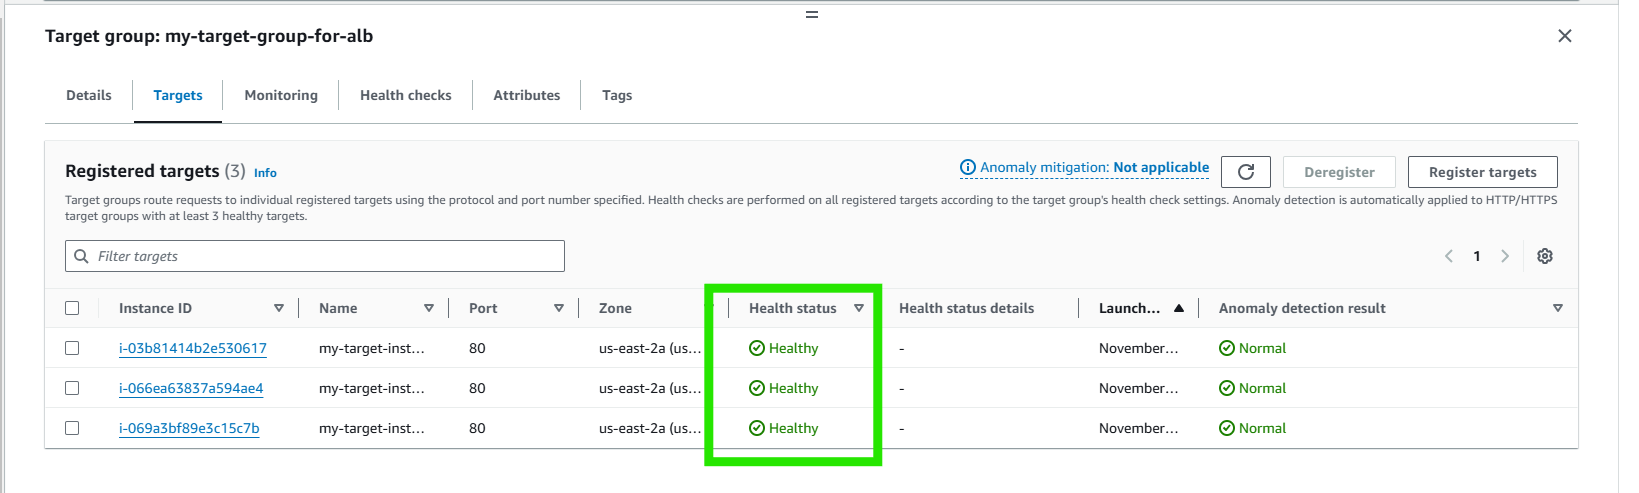 Target group: my-target-group-for-alb
Details Targets Monitoring Health checks Attributes Tags
Registered targets (3) Info
Anomaly mitigation: Not applicable
Deregister
Register targets
Target groups route requests to individual registered targets using the protocol and port number specified. Health checks are performed on all registered targets according to the target group's health check settings. Anomaly detection is automatically applied to HTTP/HTTPS
target groups with at least 3 healthy targets.
Filter targets
1
Instance ID Name Port Zone Health status Health status details Launch... Anomaly detection result
i-03b81414b2e530617 my-target-inst... 80 us-east-2a (us... Healthy - November... Normal
i-066ea63837a594ae4 my-target-inst... 80 us-east-2a (us... Healthy - November... Normal
i-069a3bf89e3c15c7b my-target-inst... 80 us-east-2a (us... Healthy - November... Normal